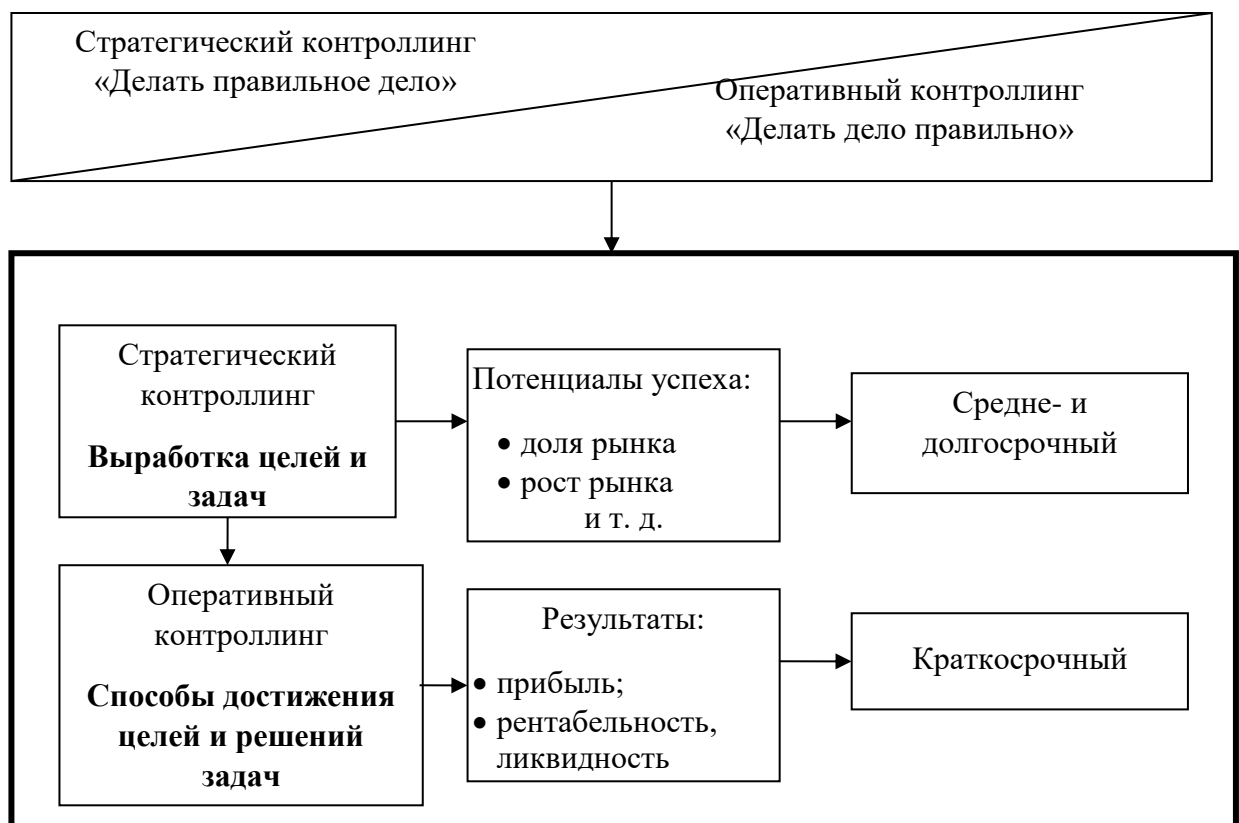 Стратегический контроллинг
«Делать правильное дело»
Оперативный контроллинг
«Делать дело правильно»
Стратегический
контроллинг
Выработка целей и
задач
Потенциалы успеха:
• доля рынка
• рост рынка
и т. д.
Средне- и
долгосрочный
Оперативный
контроллинг
Способы достижения
целей и решений
задач
Результаты:
• прибыль;
• рентабельность,
ликвидность
Краткосрочный